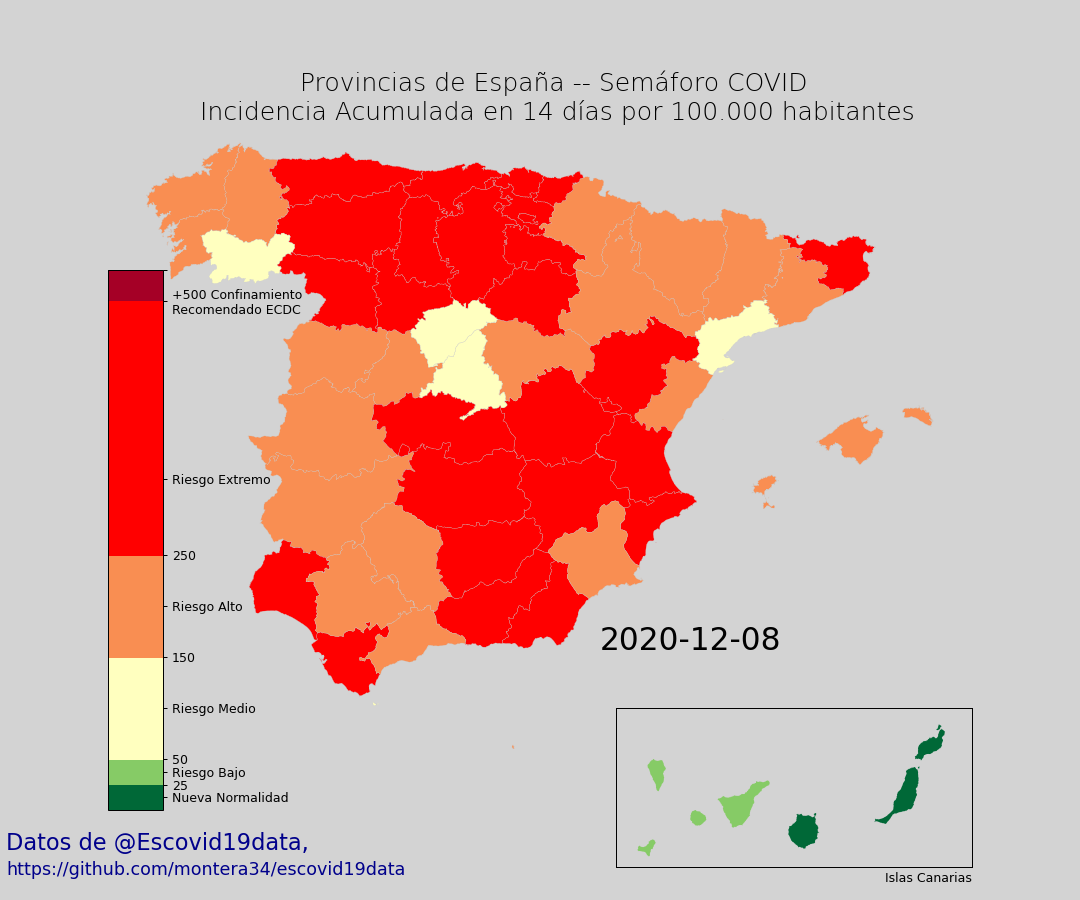 Provincias de España -- Semáforo COVID
Incidencia Acumulada en 14 días por 100.000 habitantes
+500 Confinamiento
Recomendado ECDC
Riesgo Extremo
250
Riesgo Alto
150
Riesgo Medio
50
Riesgo Bajo
25
Nueva Normalidad
2020-12-08
Islas Canarias
Datos de @Escovid19data,
https://github.com/montera34/escovid19data